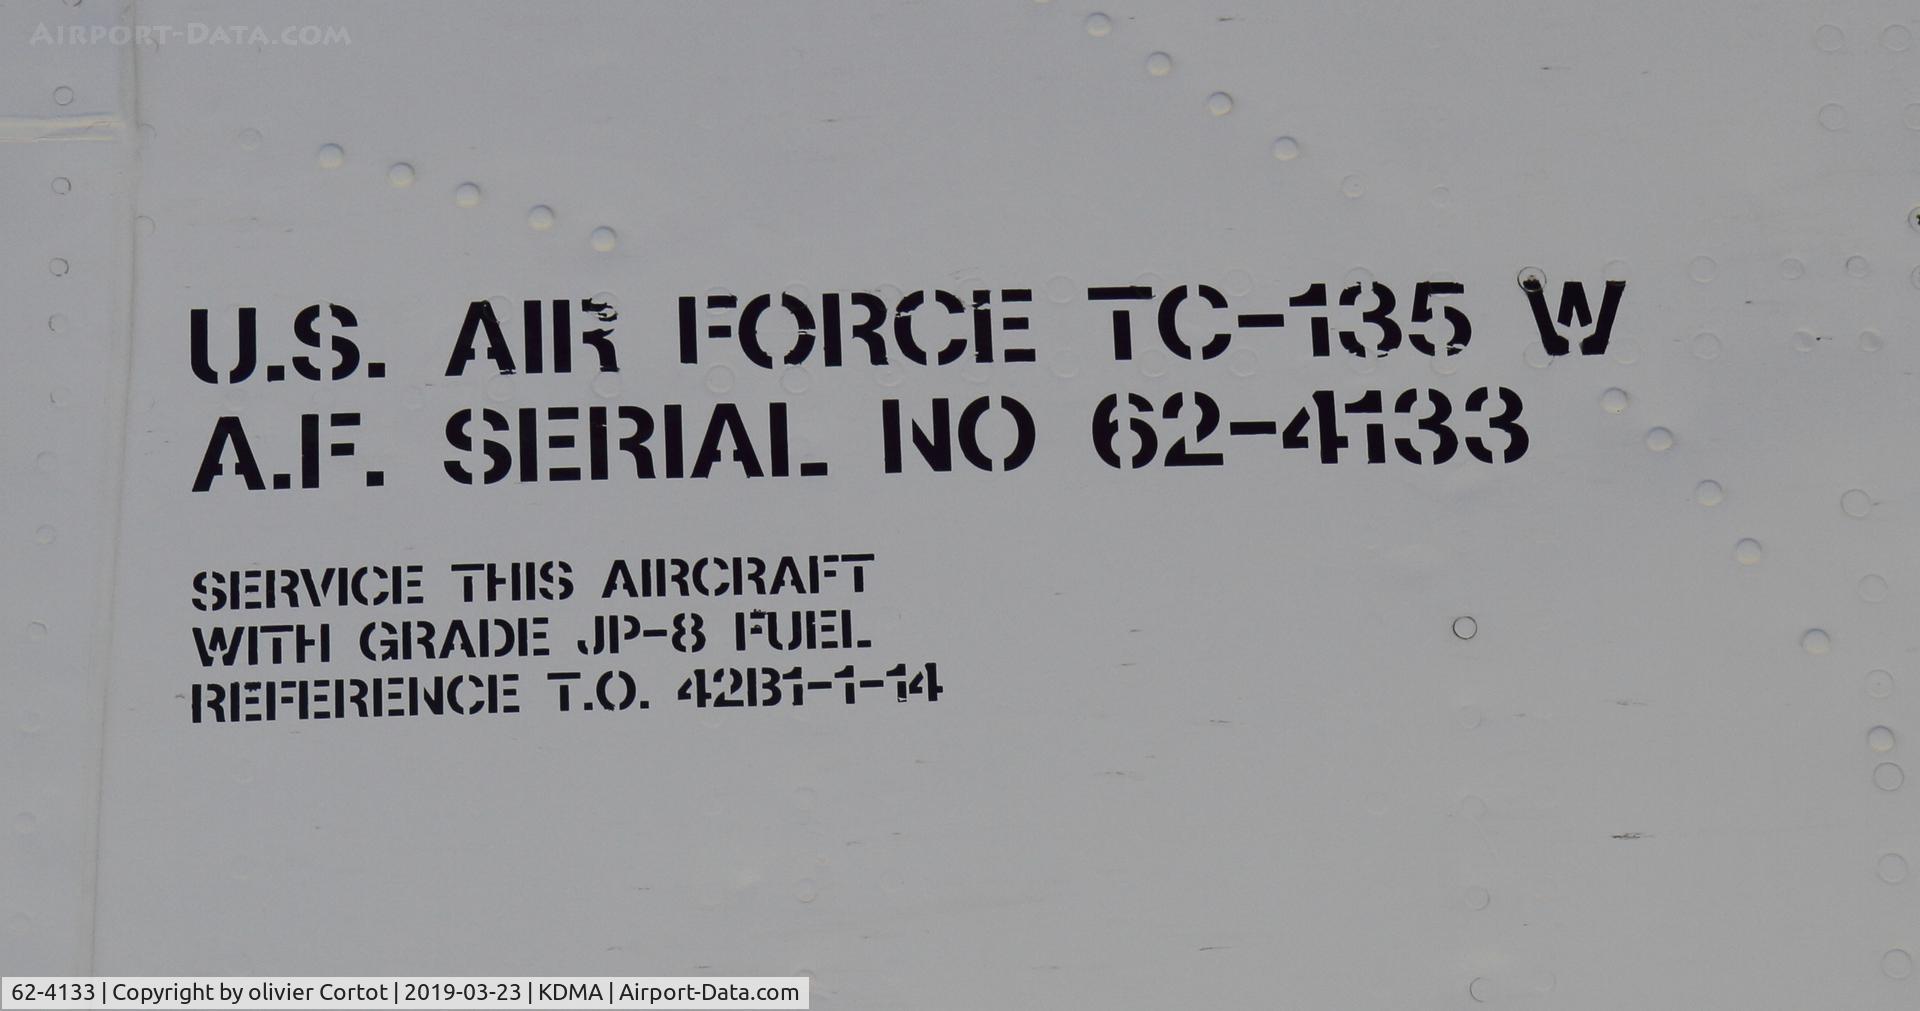 AIRPORT-DATA.COM
U.S. AIR FORCE TC-135 W
A.F. SERIAL NO 62-4133
SERVICE THIS AIRCRAFT
WITH GRADE JP-8 FUEL
REFERENCE T.O. 42B1-1-14
62-4133 | Copyright by olivier Cortot | 2019-03-23 | KDMA | Airport-Data.com